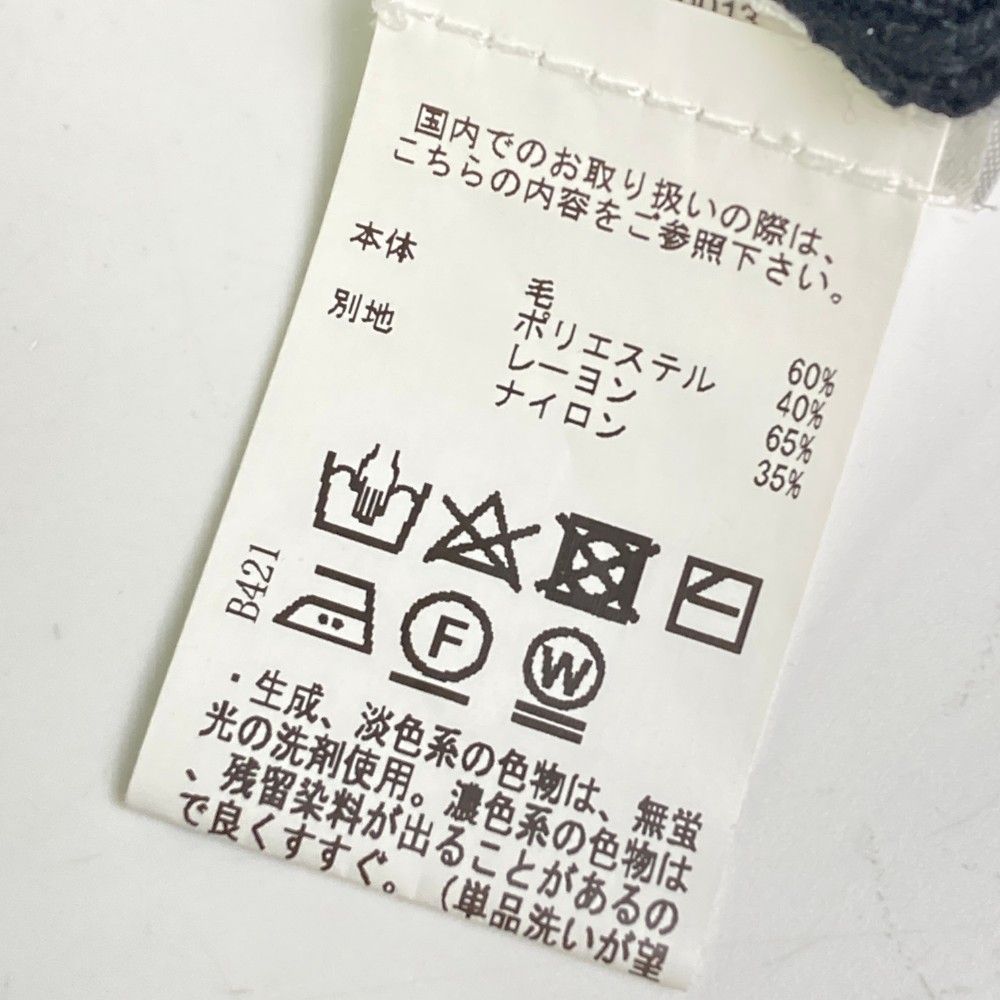 国内でのお取り扱いの際は、
こちらの内容をご参照下さい。
本体 毛 60%
ポリエステル 40%
別地 レーヨン 65%
ナイロン 35%
F
W
B421
・生成、淡色系の色物は、無蛍
光の洗剤使用。濃色系の色物は
、残留染料が出ることがあるの
で良くすすぐ。（単品洗いが望